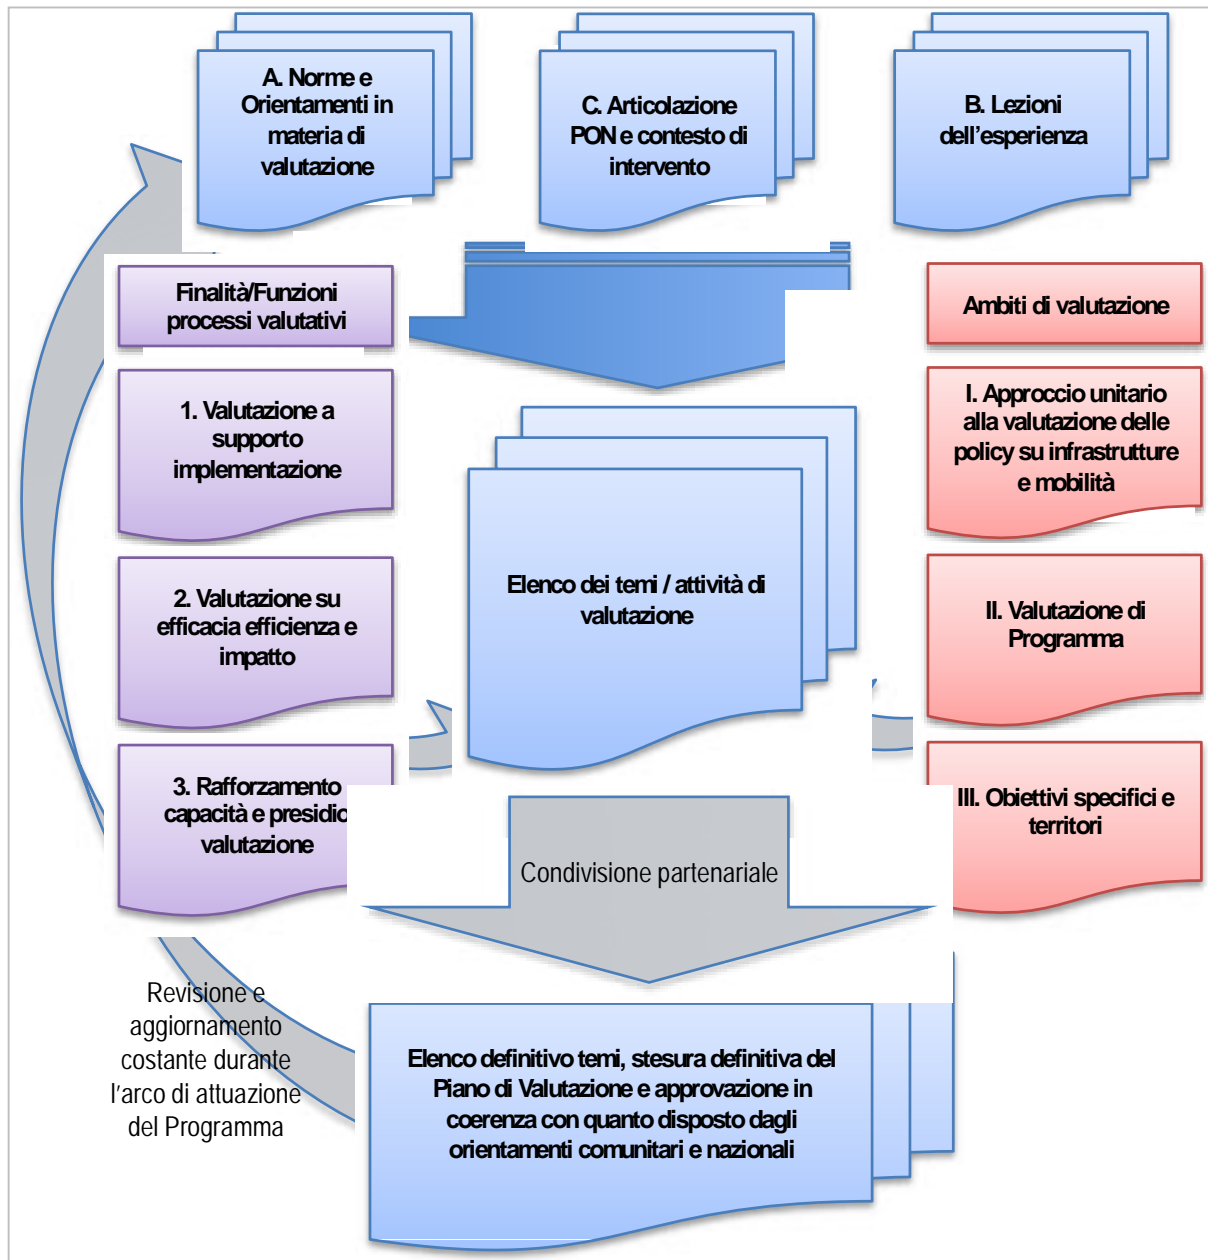 A. Norme e
Orientamenti in
materia di
valutazione
C. Articolazione
PON e contesto di
intervento
B. Lezioni
dell'esperienza
Finalità/Funzioni
processi valutativi
Ambiti di valutazione
1. Valutazione a
supporto
implementazione
I. Approccio unitario
alla valutazione delle
policy su infrastrutture
e mobilità
Elenco dei temi / attività di
valutazione
2. Valutazione su
efficacia efficienza e
impatto
II. Valutazione di
Programma
3. Rafforzamento
capacità e presidio
valutazione
III. Obiettivi specifici e
territori
Condivisione partenariale
Revisione e
aggiornamento
costante durante
l'arco di attuazione
del Programma
Elenco definitivo temi, stesura definitiva del
Piano di Valutazione e approvazione in
coerenza con quanto disposto dagli
orientamenti comunitari e nazionali